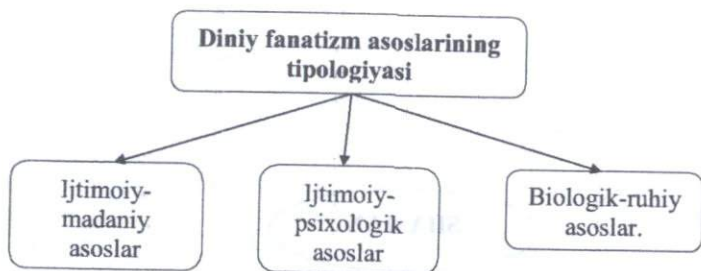 Diniy fanatizm asoslarining
tipologiyasi
Ijtimoiy-
madaniy
asoslar
Ijtimoiy-
psixologik
asoslar
Biologik-ruhiy
asoslar.